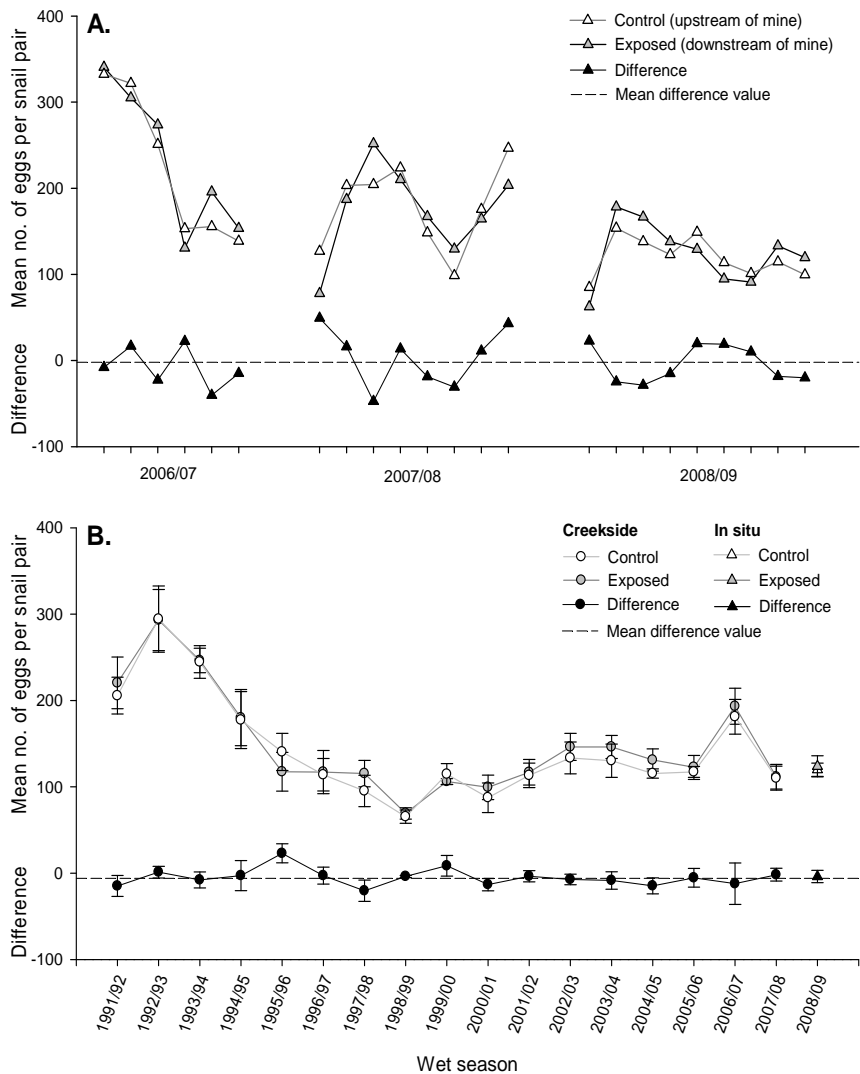 A.
Control (upstream of mine)
Exposed (downstream of mine)
Difference
Mean difference value
Mean no. of eggs per snail pair
Difference
400
300
200
100
0
-100
2006/07
2007/08
2008/09
B.
Creekside
Control
Exposed
Difference
Mean difference value
In situ
Control
Exposed
Difference
Mean no. of eggs per snail pair
Difference
400
300
200
100
0
-100
1991/92
1992/93
1993/94
1994/95
1995/96
1996/97
1997/98
1998/99
1999/00
2000/01
2001/02
2002/03
2003/04
2004/05
2005/06
2006/07
2007/08
2008/09
Wet season